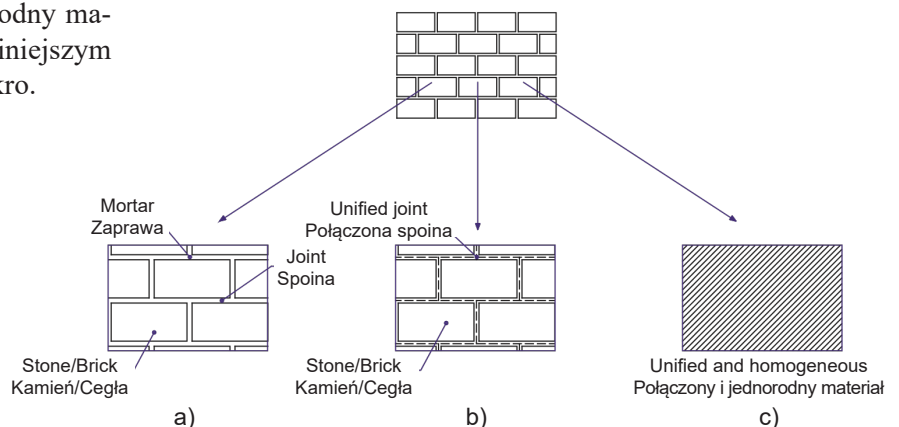 odny ma-
iniejszym
kro.
Mortar
Zaprawa
Joint
Spoina
Stone/Brick
Kamień/Cegła
a)
Unified joint
Połączona spoina
Stone/Brick
Kamień/Cegła
b)
Unified and homogeneous
Połączony i jednorodny materiał
c)